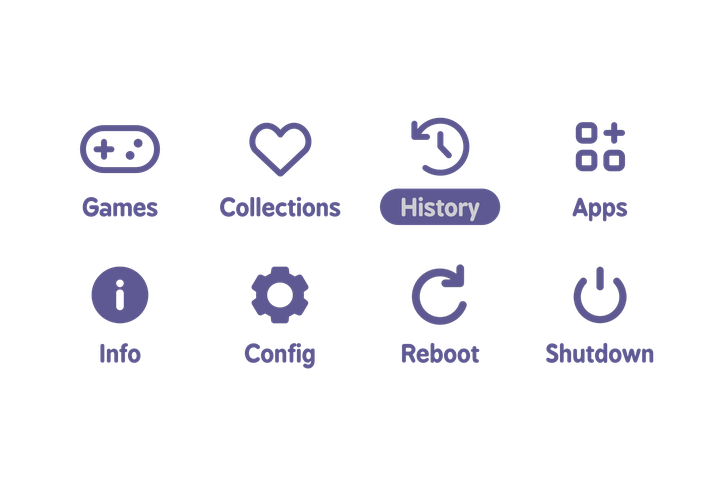 Games
Collections
History
Apps
Info
Config
Reboot
Shutdown